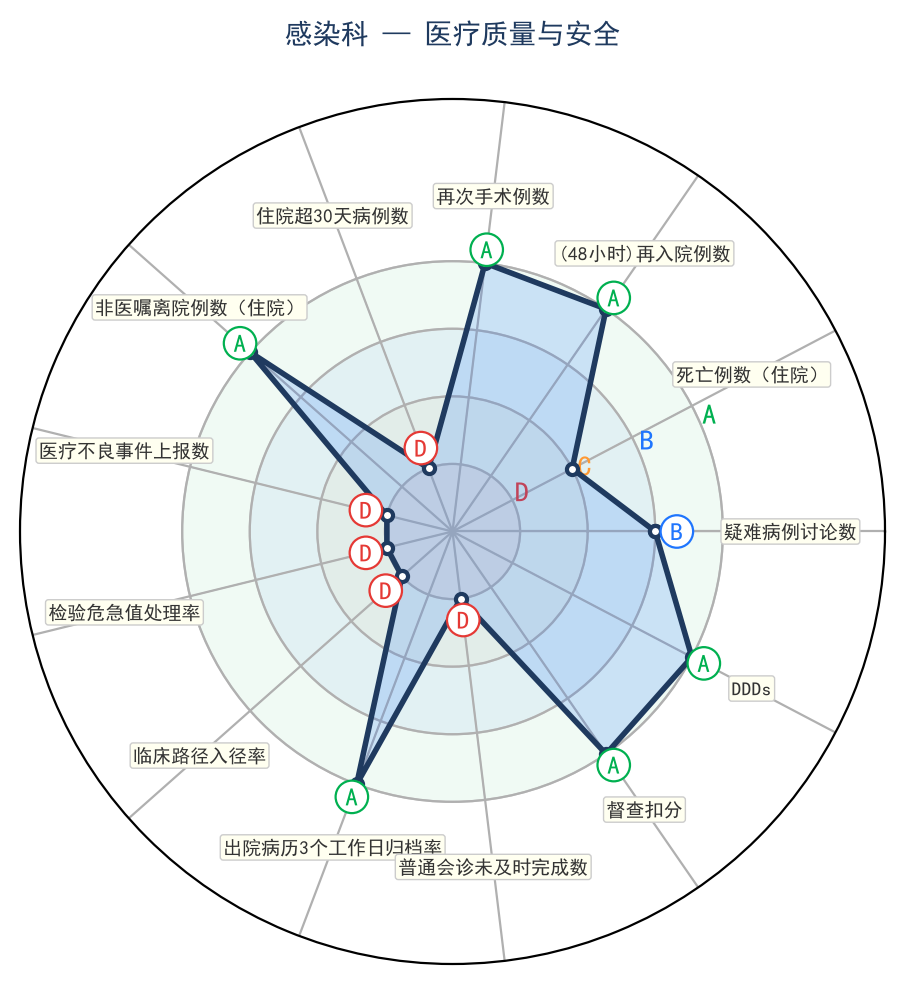 感染科 — 医疗质量与安全
再次手术例数
住院超30天病例数
A
(48小时)再入院例数
A
非医嘱离院例数（住院）
A
死亡例数（住院）
A
B
D
C
D
医疗不良事件上报数
D
B
疑难病例讨论数
D
检验危急值处理率
D
D
A
DDDs
临床路径入径率
A
A
督查扣分
出院病历3个工作日归档率
普通会诊未及时完成数